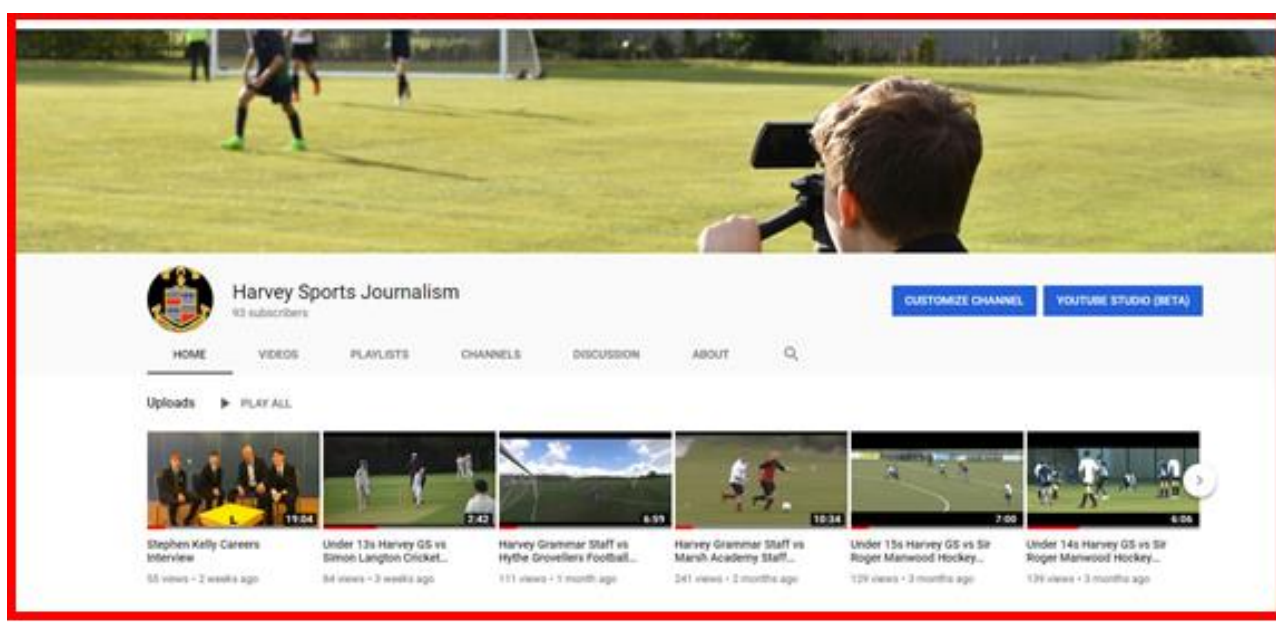 Harvey Sports Journalism
93 subscribers
CUSTOMIZE CHANNEL
YOUTUBE STUDIO (BETA)
HOME
VIDEOS
PLAYLISTS
CHANNELS
DISCUSSION
ABOUT
Uploads
PLAY ALL
19:04
2:42
6:59
10:34
7:00
6:06
Stephen Kelly Careers
Interview
55 views • 2 weeks ago
Under 13s Harvey GS vs
Simon Langton Cricket...
84 views • 3 weeks ago
Harvey Grammar Staff vs
Hythe Grovellers Football...
111 views • 1 month ago
Harvey Grammar Staff vs
Marsh Academy Staff...
241 views • 2 months ago
Under 15s Harvey GS vs Sir
Roger Manwood Hockey...
129 views • 3 months ago
Under 14s Harvey GS vs Sir
Roger Manwood Hockey...
139 views • 3 months ago